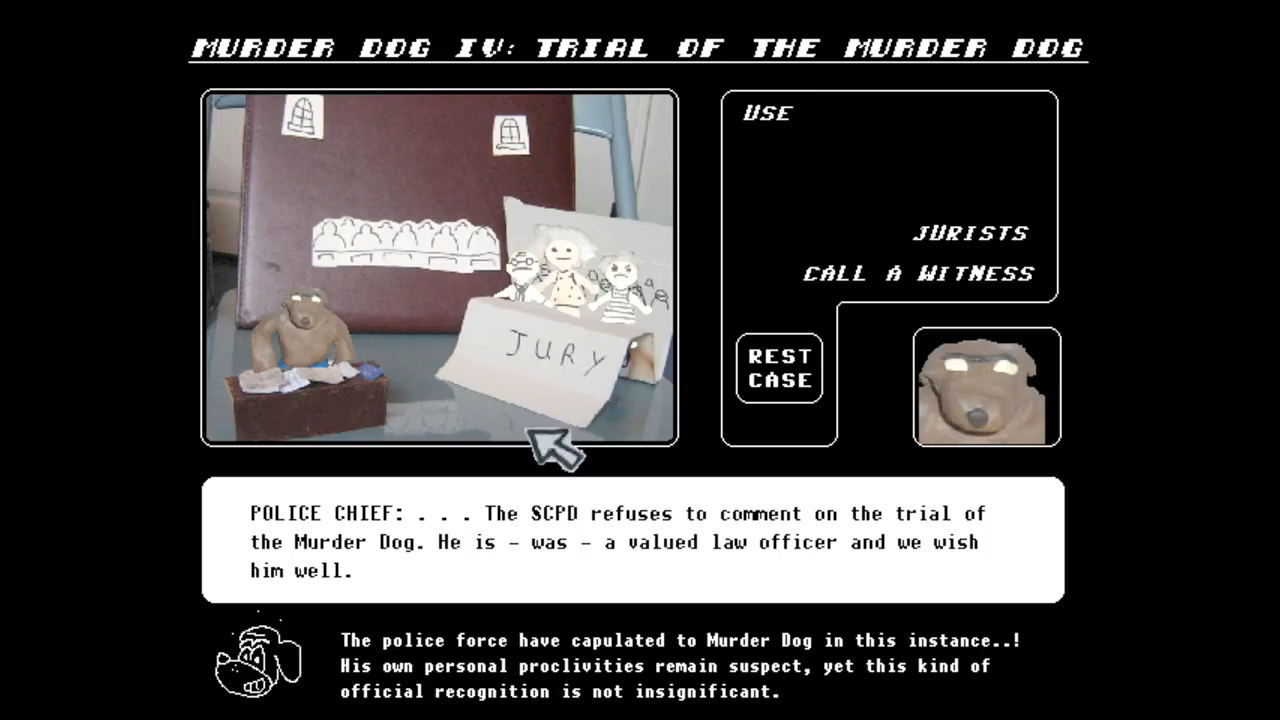 MURDER DOG IV: TRIAL OF THE MURDER DOG
USE
JURISTS
CALL A WITNESS
JURY
REST
CASE
POLICE CHIEF: . . . The SCPD refuses to comment on the trial of
the Murder Dog. He is - was - a valued law officer and we wish
him well.
The police force have capulated to Murder Dog in this instance..!
His own personal proclivities remain suspect, yet this kind of
official recognition is not insignificant.